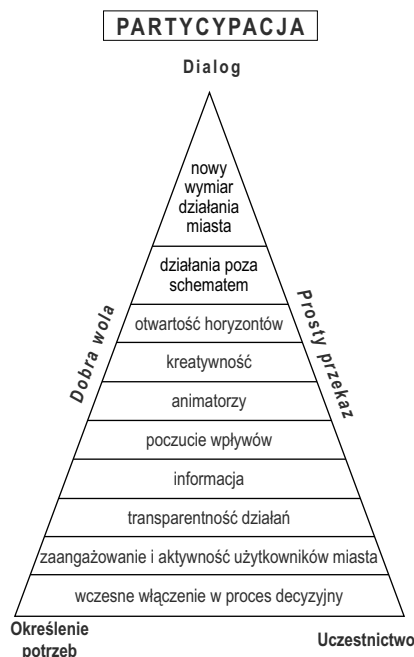 PARTYCYPACJA
Dialog
nowy
wymiar
działania
miasta
działania poza
schematem
Dobra wola
Prosty przekaz
otwartość horyzontów
kreatywność
animatorzy
poczucie wpływów
informacja
transparentność działań
zaangażowanie i aktywność użytkowników miasta
wczesne włączenie w proces decyzyjny
Określenie
potrzeb
Uczestnictwo